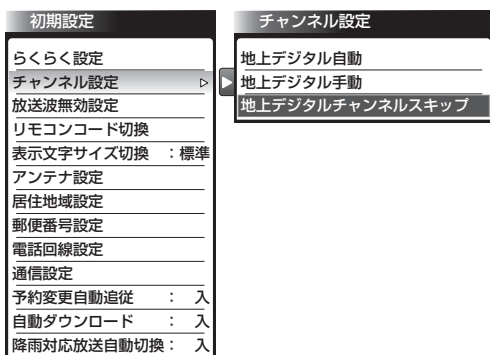 初期設定
らくらく設定
チャンネル設定
放送波無効設定
リモコンコード切換
表示文字サイズ切換 ：標準
アンテナ設定
居住地域設定
郵便番号設定
電話回線設定
通信設定
予約変更自動追従 ： 入
自動ダウンロード ： 入
降雨対応放送自動切換： 入
チャンネル設定
地上デジタル自動
地上デジタル手動
地上デジタルチャンネルスキップ